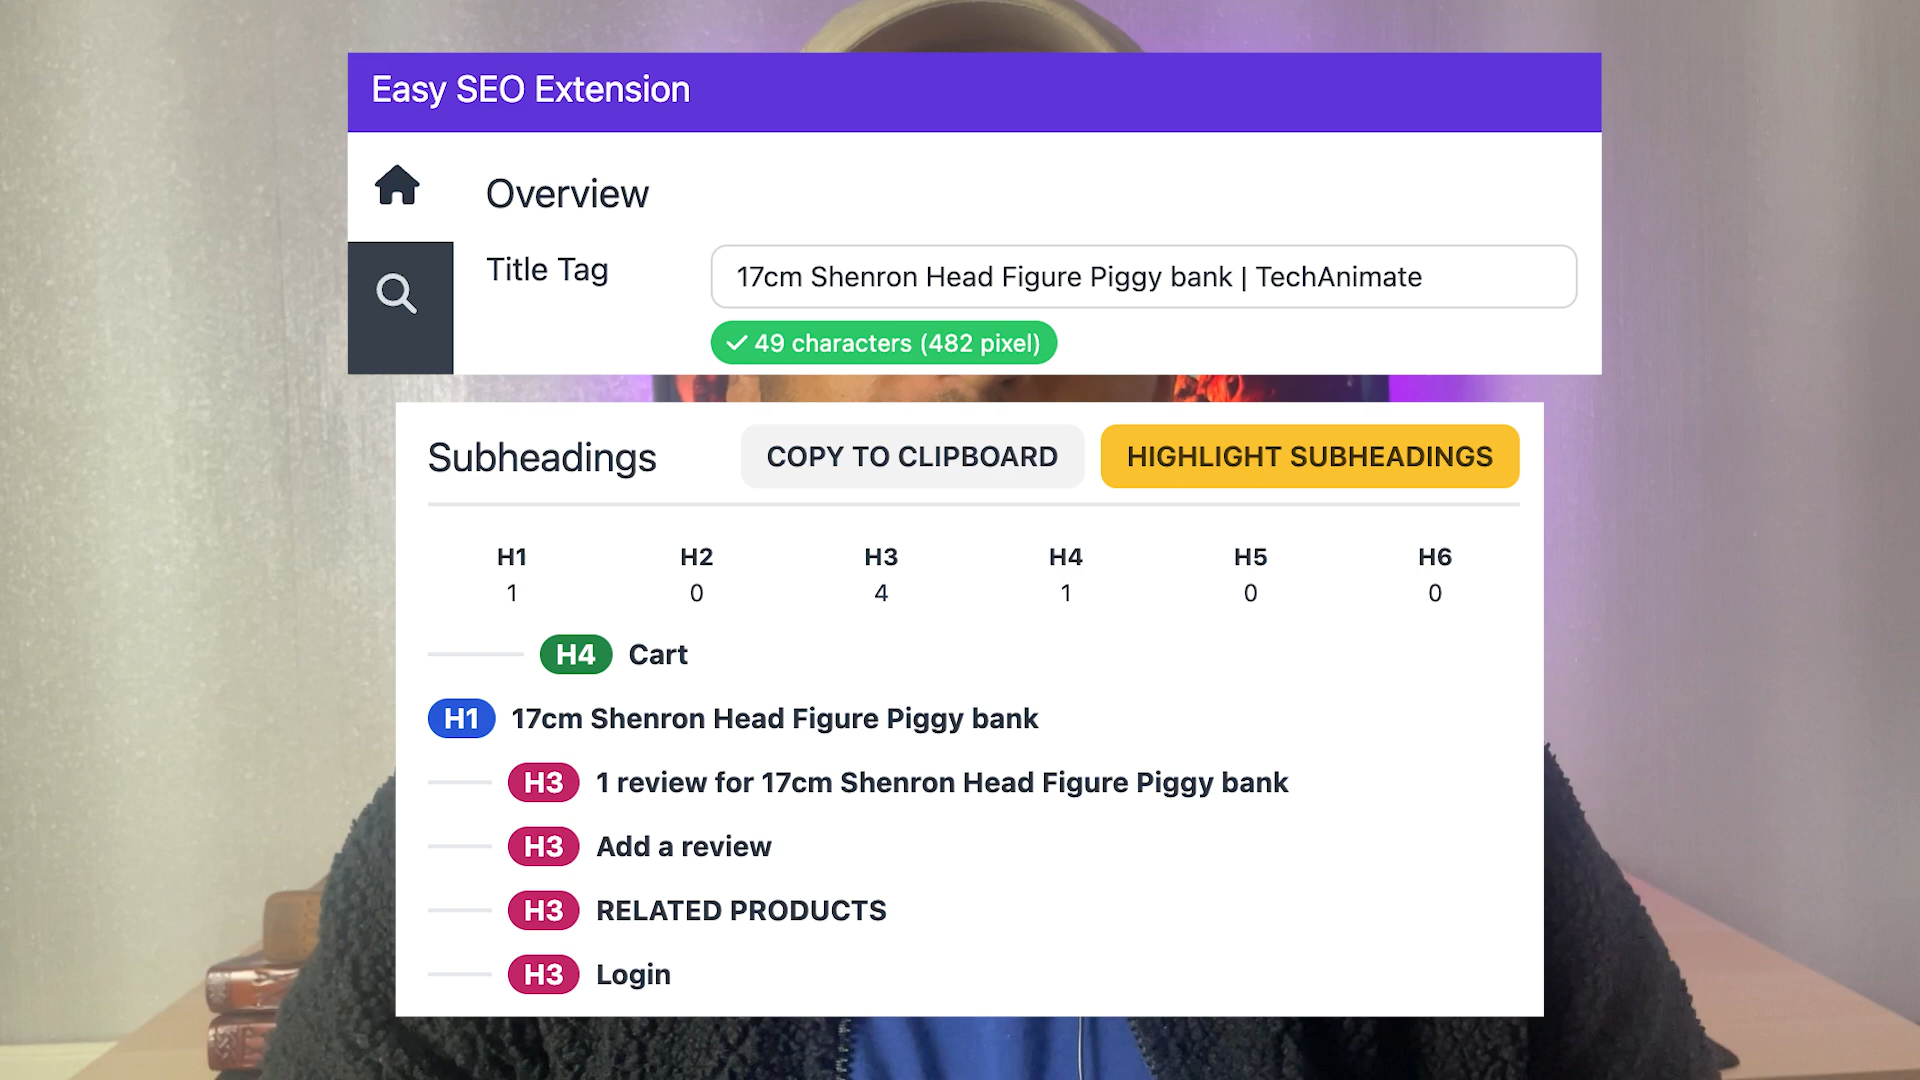 Easy SEO Extension
Overview
Title Tag
17cm Shenron Head Figure Piggy bank | TechAnimate
49 characters (482 pixel)
Subheadings
COPY TO CLIPBOARD
HIGHLIGHT SUBHEADINGS
H1 H2 H3 H4 H5 H6
1 0 4 1 0 0
H4 Cart
H1 17cm Shenron Head Figure Piggy bank
H3 1 review for 17cm Shenron Head Figure Piggy bank
H3 Add a review
H3 RELATED PRODUCTS
H3 Login